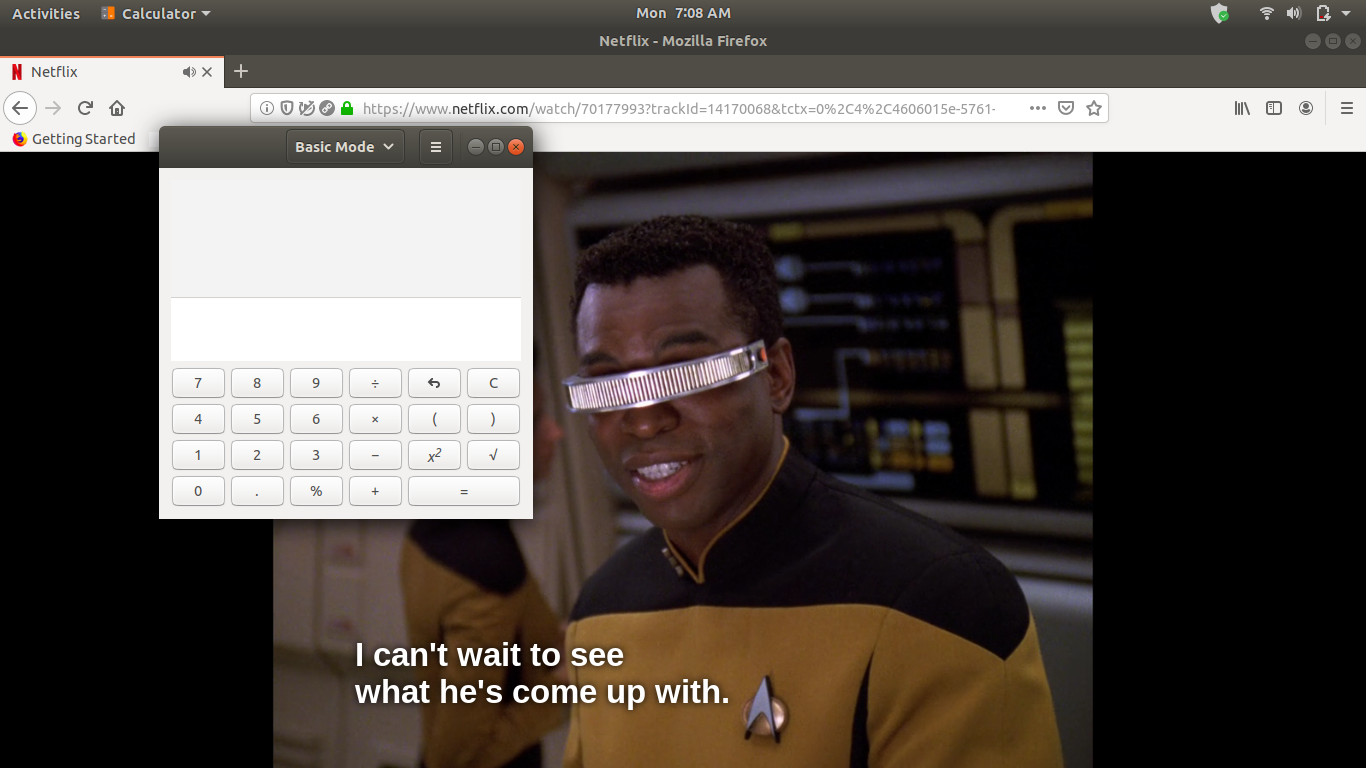 Activities Calculator Mon 7:08 AM
Netflix - Mozilla Firefox
N Netflix
https://www.netflix.com/watch/70177993?trackId=14170068&tctx=0%2C4%2C4606015e-5761-
Getting Started
Basic Mode
7 8 9 ÷ C
4 5 6 × ( )
1 2 3 − x² √
0 . % + =
I can't wait to see
what he's come up with.